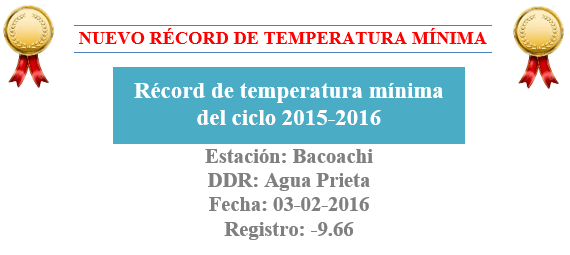 NUEVO RÉCORD DE TEMPERATURA MÍNIMA
Récord de temperatura mínima
del ciclo 2015-2016
Estación: Bacoachi
DDR: Agua Prieta
Fecha: 03-02-2016
Registro: -9.66